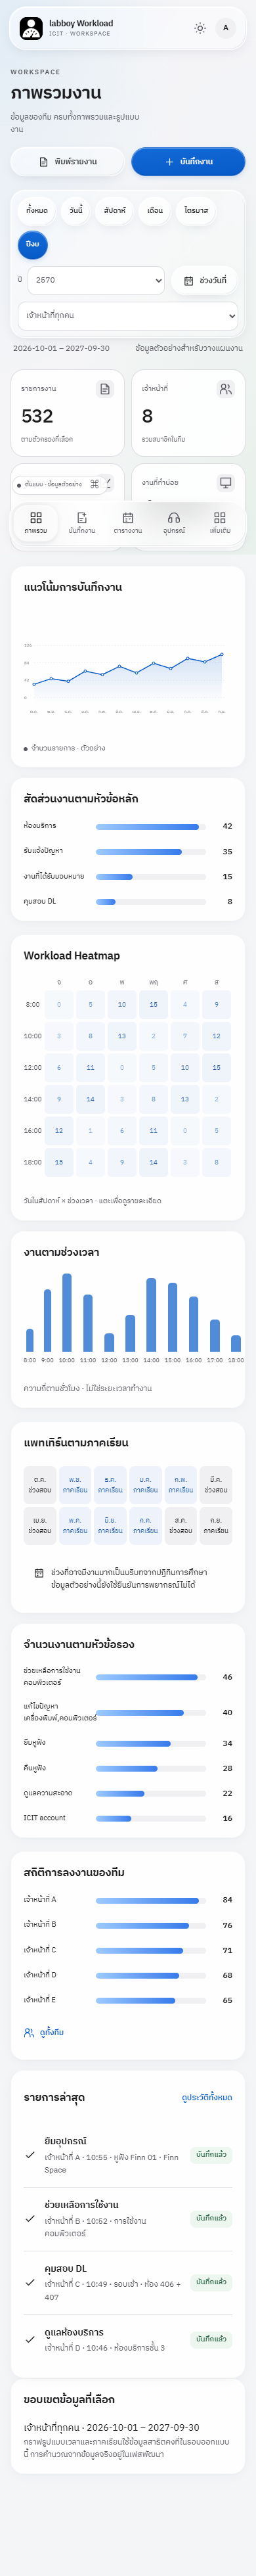 labboy Workload
ICIT · WORKSPACE
A
WORKSPACE
ภาพรวมงาน
ข้อมูลของทีม ครบทั้งภาพรวมและรูปแบบ
งาน
พิมพ์รายงาน
บันทึกงาน
ทั้งหมด
วันนี้
สัปดาห์
เดือน
ไตรมาส
ปีงบ
ปี
2570
ช่วงวันที่
เจ้าหน้าที่ทุกคน
2026-10-01 – 2027-09-30
ข้อมูลตัวอย่างสำหรับวางแผนงาน
รายการงาน
532
ตามตัวกรองที่เลือก
เจ้าหน้าที่
8
รวมสมาชิกในทีม
ต้นแบบ · ข้อมูลตัวอย่าง
งานที่ทำบ่อย
ภาพรวม
บันทึกงาน
ตารางงาน
อุปกรณ์
เพิ่มเติม
แนวโน้มการบันทึกงาน
จำนวนรายการ · ตัวอย่าง
สัดส่วนงานตามหัวข้อหลัก
ห้องบริการ 42
รับแจ้งปัญหา 35
งานที่ได้รับมอบหมาย 15
คุมสอบ DL 8
Workload Heatmap
จ อ พ พฤ ศ ส
8:00 0 5 10 15 4 9
10:00 3 8 13 2 7 12
12:00 6 11 0 5 10 15
14:00 9 14 3 8 13 2
16:00 12 1 6 11 0 5
18:00 15 4 9 14 3 8
วันในสัปดาห์ × ช่วงเวลา · แตะเพื่อดูรายละเอียด
งานตามช่วงเวลา
8:00 9:00 10:00 11:00 12:00 13:00 14:00 15:00 16:00 17:00 18:00
ความถี่ตามชั่วโมง · ไม่ใช่ระยะเวลาทำงาน
แพทเทิร์นตามภาคเรียน
ต.ค. พ.ย. ธ.ค. ม.ค. ก.พ. มี.ค.
ช่วงสอบ ภาคเรียน ภาคเรียน ภาคเรียน ภาคเรียน ช่วงสอบ
เม.ย. พ.ค. มิ.ย. ก.ค. ส.ค. ก.ย.
ช่วงสอบ ภาคเรียน ภาคเรียน ภาคเรียน ช่วงสอบ ภาคเรียน
ช่วงที่อาจมีงานมากเป็นบริบทจากปฏิทินการศึกษา
ข้อมูลตัวอย่างนี้ยังใช้ยืนยันการพยากรณ์ไม่ได้
จำนวนงานตามหัวข้อรอง
ช่วยเหลือการใช้งาน
คอมพิวเตอร์ 46
แก้ไขปัญหา
เครื่องพิมพ์,คอมพิวเตอร์ 40
ยืมหูฟัง 34
คืนหูฟัง 28
ดูแลความสะอาด 22
ICIT account 16
สถิติการลงงานของทีม
เจ้าหน้าที่ A 84
เจ้าหน้าที่ B 76
เจ้าหน้าที่ C 71
เจ้าหน้าที่ D 68
เจ้าหน้าที่ E 65
ดูทั้งทีม
รายการล่าสุด
ดูประวัติทั้งหมด
ยืมอุปกรณ์
เจ้าหน้าที่ A · 10:55 · หูฟัง Finn 01 · Finn
Space
บันทึกแล้ว
ช่วยเหลือการใช้งาน
เจ้าหน้าที่ B · 10:52 · การใช้งาน
คอมพิวเตอร์
บันทึกแล้ว
คุมสอบ DL
เจ้าหน้าที่ C · 10:49 · รอบเช้า · ห้อง 406 +
407
บันทึกแล้ว
ดูแลห้องบริการ
เจ้าหน้าที่ D · 10:46 · ห้องบริการชั้น 3
บันทึกแล้ว
ขอบเขตข้อมูลที่เลือก
เจ้าหน้าที่ทุกคน · 2026-10-01 – 2027-09-30
กราฟรูปแบบเวลาและภาคเรียนใช้ข้อมูลสาธิตคงที่ในรอบออกแบบ
นี้ การคำนวณจากข้อมูลจริงอยู่ในเฟสพัฒนา